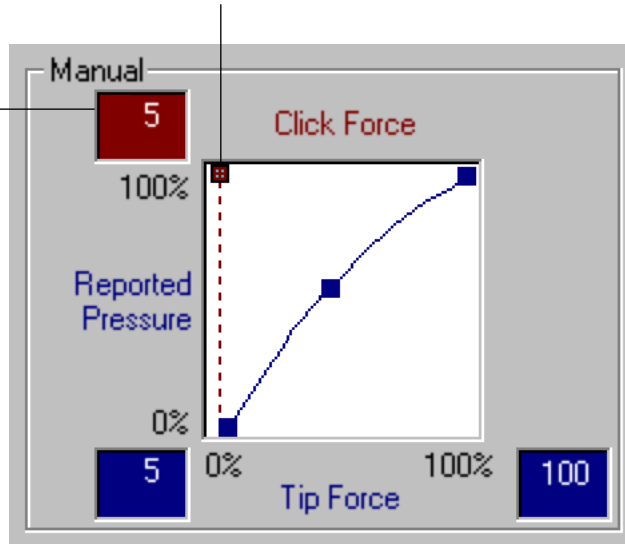 Manual
5
Click Force
100%
Reported
Pressure
0%
5
0%
100%
100
Tip Force